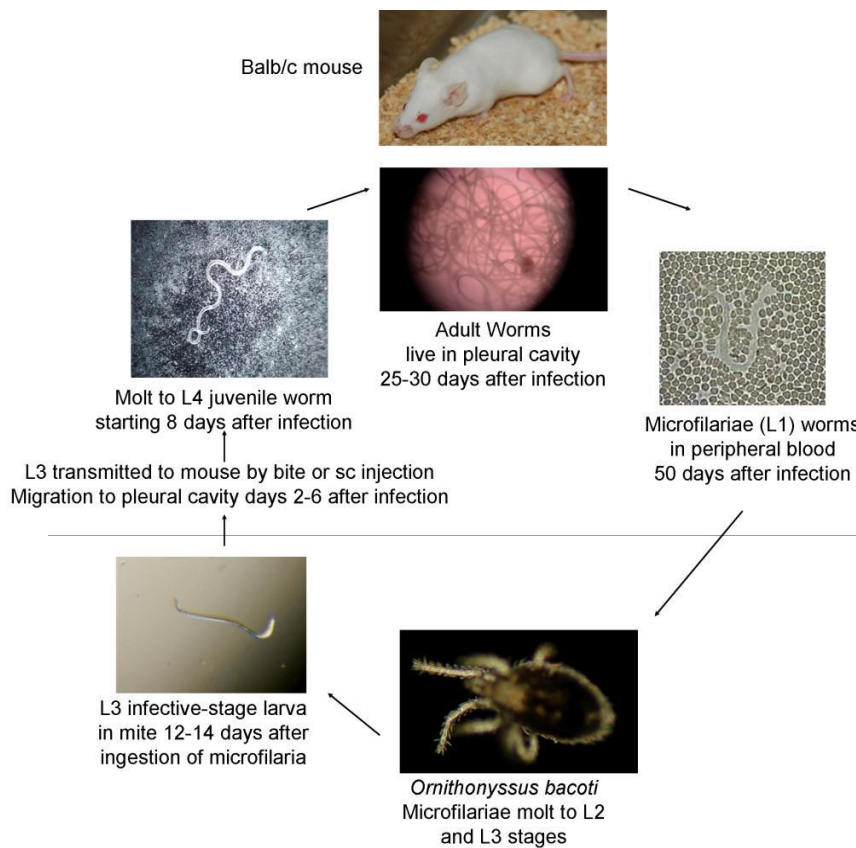 Balb/c mouse
Adult Worms
live in pleural cavity
25-30 days after infection
Microfilariae (L1) worms
in peripheral blood
50 days after infection
Ornithonyssus bacoti
Microfilariae molt to L2
and L3 stages
L3 infective-stage larva
in mite 12-14 days after
ingestion of microfilaria
L3 transmitted to mouse by bite or sc injection
Migration to pleural cavity days 2-6 after infection
Molt to L4 juvenile worm
starting 8 days after infection